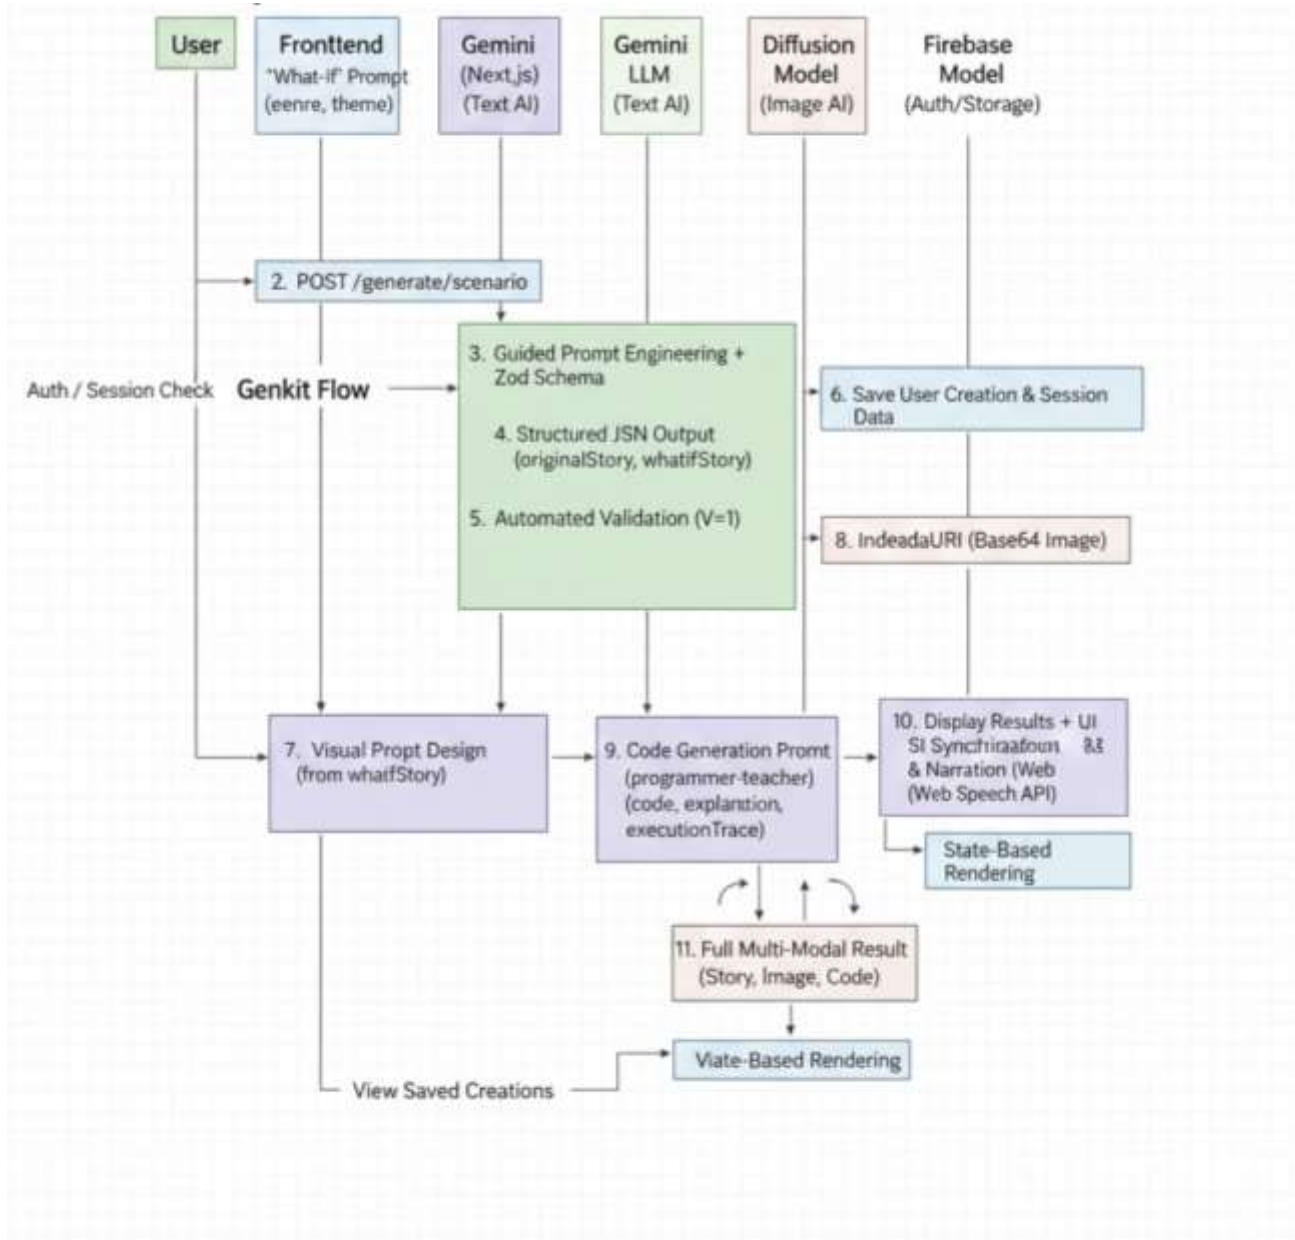 User
Fronttend
"What-if" Prompt
(eenre, theme)
Gemini
(Next.js)
(Text AI)
Gemini
LLM
(Text AI)
Diffusion
Model
(Image AI)
Firebase
Model
(Auth/Storage)
2. POST /generate/scenario
3. Guided Prompt Engineering +
Zod Schema
Auth / Session Check
Genkit Flow
4. Structured JSN Output
(originalStory, whatifStory)
5. Automated Validation (V=1)
6. Save User Creation & Session
Data
8. IndeadaURI (Base64 Image)
7. Visual Propt Design
(from whatfStory)
9. Code Generation Promt
(programmer-teacher)
(code, explantion,
executionTrace)
10. Display Results + UI
SI
& Narration (Web
(Web Speech API)
State-Based
Rendering
11. Full Multi-Modal Result
(Story, Image, Code)
Viate-Based Rendering
View Saved Creations